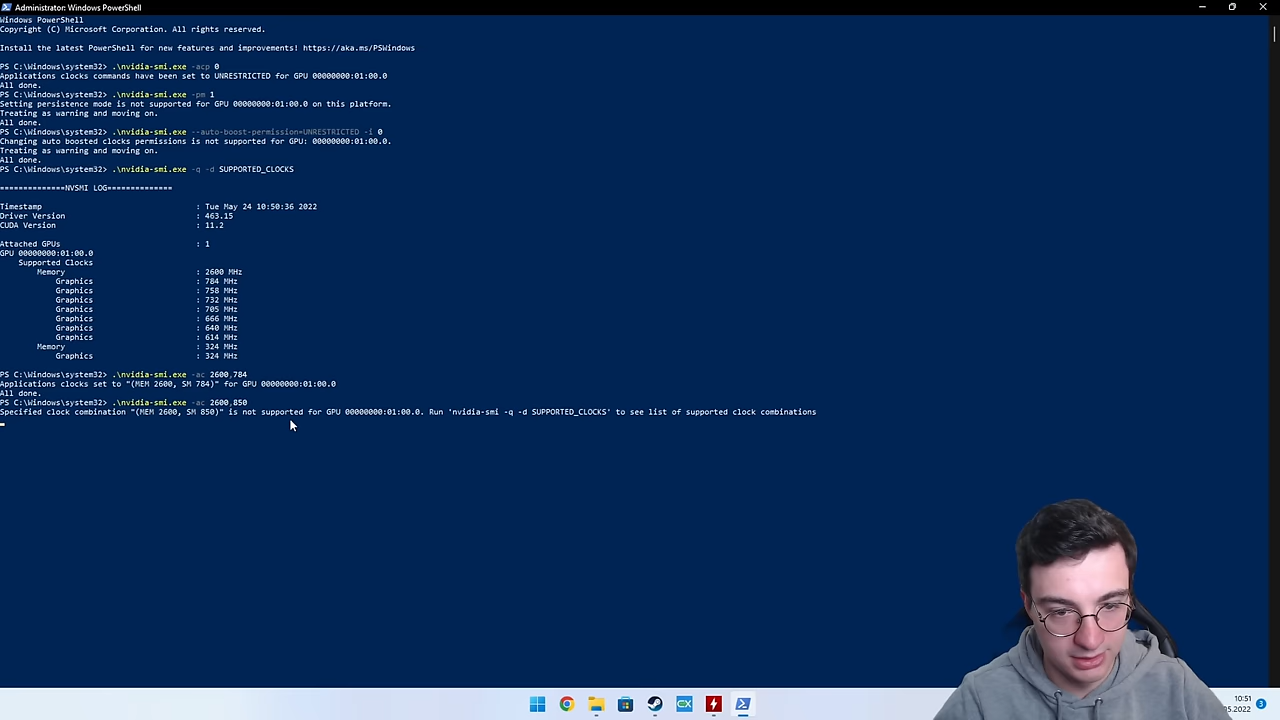 Administrator: Windows PowerShell
Windows PowerShell
Copyright (C) Microsoft Corporation. All rights reserved.
Install the latest PowerShell for new features and improvements! https://aka.ms/PSWindows
PS C:\Windows\system32> .\nvidia-smi.exe -acp 0
Applications clocks commands have been set to UNRESTRICTED for GPU 00000000:01:00.0
All done.
PS C:\Windows\system32> .\nvidia-smi.exe -pm 1
Setting persistence mode is not supported for GPU 00000000:01:00.0 on this platform.
Treating as warning and moving on.
All done.
PS C:\Windows\system32> .\nvidia-smi.exe --auto-boost-permission=UNRESTRICTED -i 0
Changing auto boosted clocks permissions is not supported for GPU: 00000000:01:00.0.
Treating as warning and moving on.
All done.
PS C:\Windows\system32> .\nvidia-smi.exe -q -d SUPPORTED_CLOCKS
==============NVSMI LOG==============
Timestamp : Tue May 24 10:50:36 2022
Driver Version : 463.15
CUDA Version : 11.2
Attached GPUs : 1
GPU 00000000:01:00.0
Supported Clocks
Memory : 2600 MHz
Graphics : 784 MHz
Graphics : 758 MHz
Graphics : 732 MHz
Graphics : 705 MHz
Graphics : 666 MHz
Graphics : 640 MHz
Graphics : 614 MHz
Memory : 324 MHz
Graphics : 324 MHz
PS C:\Windows\system32> .\nvidia-smi.exe -ac 2600,784
Applications clocks set to "(MEM 2600, SM 784)" for GPU 00000000:01:00.0
All done.
PS C:\Windows\system32> .\nvidia-smi.exe -ac 2600,850
Specified clock combination "(MEM 2600, SM 850)" is not supported for GPU 00000000:01:00.0. Run 'nvidia-smi -q -d SUPPORTED_CLOCKS' to see list of supported clock combinations
CX
10:51
05.2022
3